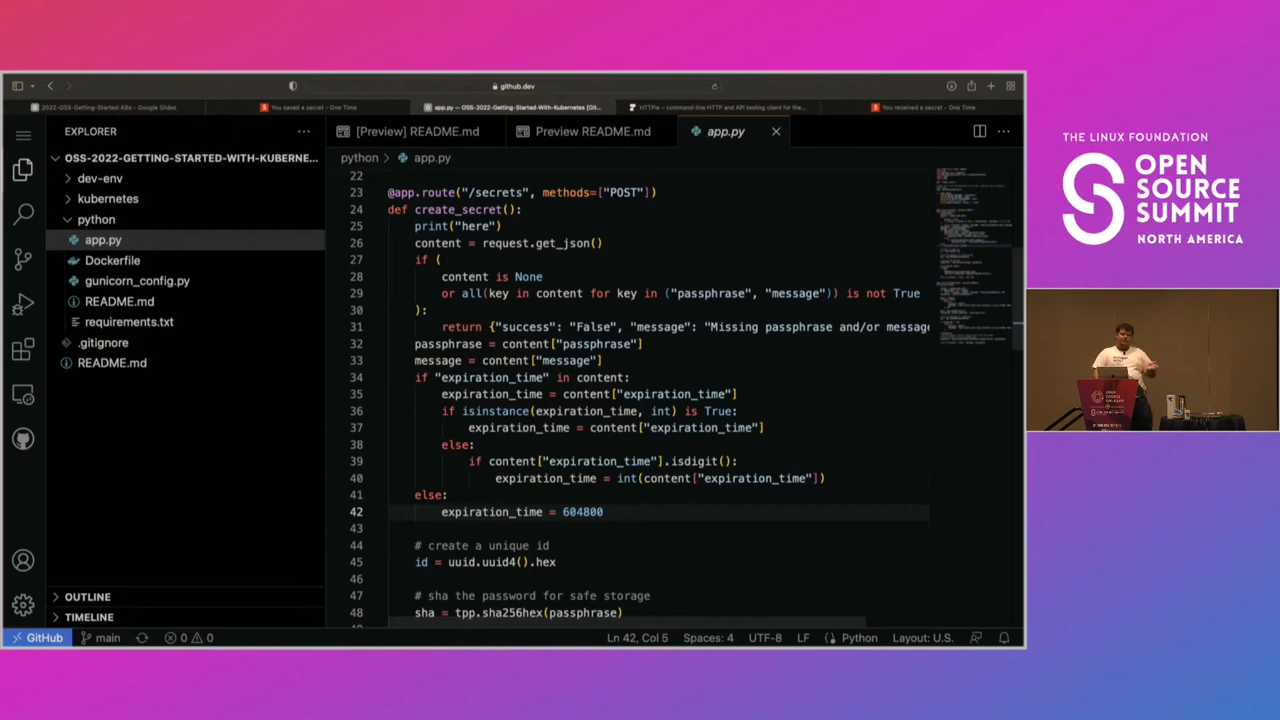 github.dev
2022-OSS-Getting-Started-K8s - Google Slides
You saved a secret - One Time
app.py — OSS-2022-Getting-Started-With-Kubernetes [Git...
HTTPie – command-line HTTP and API testing client for the...
You received a secret - One Time
EXPLORER
[Preview] README.md
Preview README.md
app.py
OSS-2022-GETTING-STARTED-WITH-KUBERNE...
dev-env
kubernetes
python
app.py
Dockerfile
gunicorn_config.py
README.md
requirements.txt
.gitignore
README.md
OUTLINE
TIMELINE
python > app.py
22
23 @app.route("/secrets", methods=["POST"])
24 def create_secret():
25 print("here")
26 content = request.get_json()
27 if (
28 content is None
29 or all(key in content for key in ("passphrase", "message")) is not True
30 ):
31 return {"success": "False", "message": "Missing passphrase and/or message
32 passphrase = content["passphrase"]
33 message = content["message"]
34 if "expiration_time" in content:
35 expiration_time = content["expiration_time"]
36 if isinstance(expiration_time, int) is True:
37 expiration_time = content["expiration_time"]
38 else:
39 if content["expiration_time"].isdigit():
40 expiration_time = int(content["expiration_time"])
41 else:
42 expiration_time = 604800
43
44 # create a unique id
45 id = uuid.uuid4().hex
46
47 # sha the password for safe storage
48 sha = tpp.sha256hex(passphrase)
GitHub
main
0 0
Ln 42, Col 5
Spaces: 4
UTF-8
LF
Python
Layout: U.S.
THE LINUX FOUNDATION
OPEN
SOURCE
SUMMIT
NORTH AMERICA